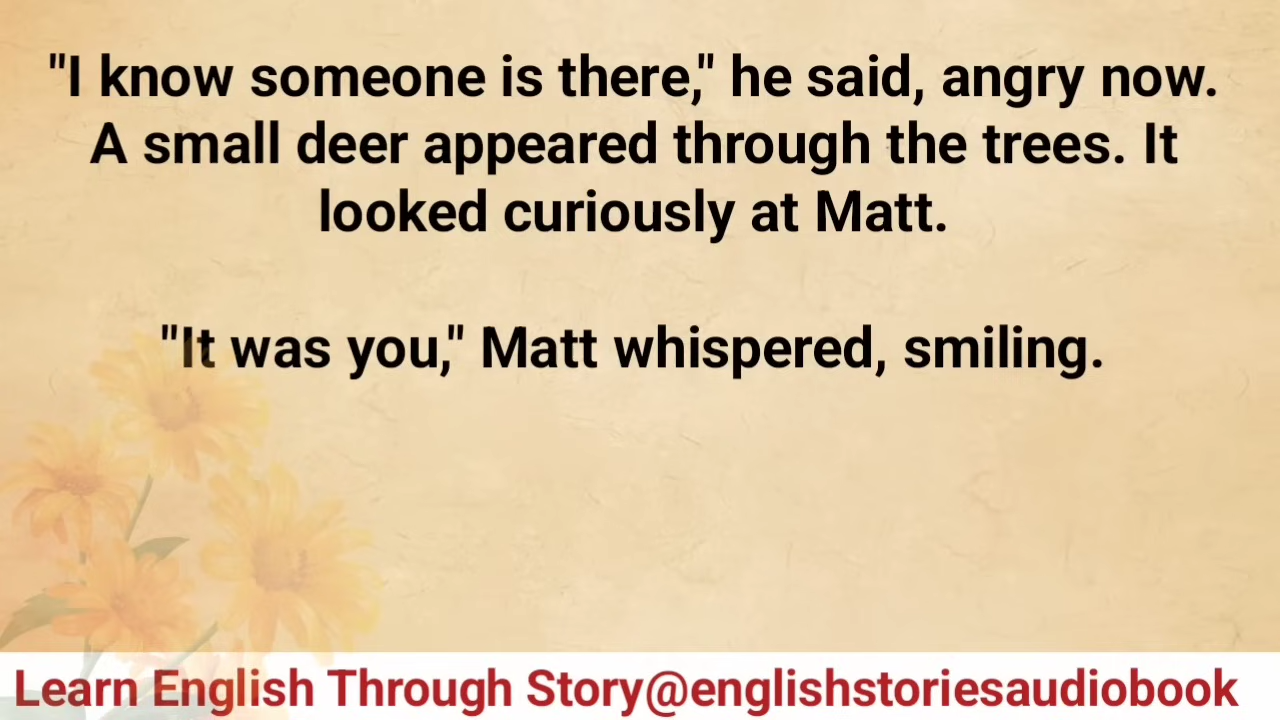 "I know someone is there," he said, angry now.
A small deer appeared through the trees. It
looked curiously at Matt.
"It was you," Matt whispered, smiling.
Learn English Through Story@englishstoriesaudiobook